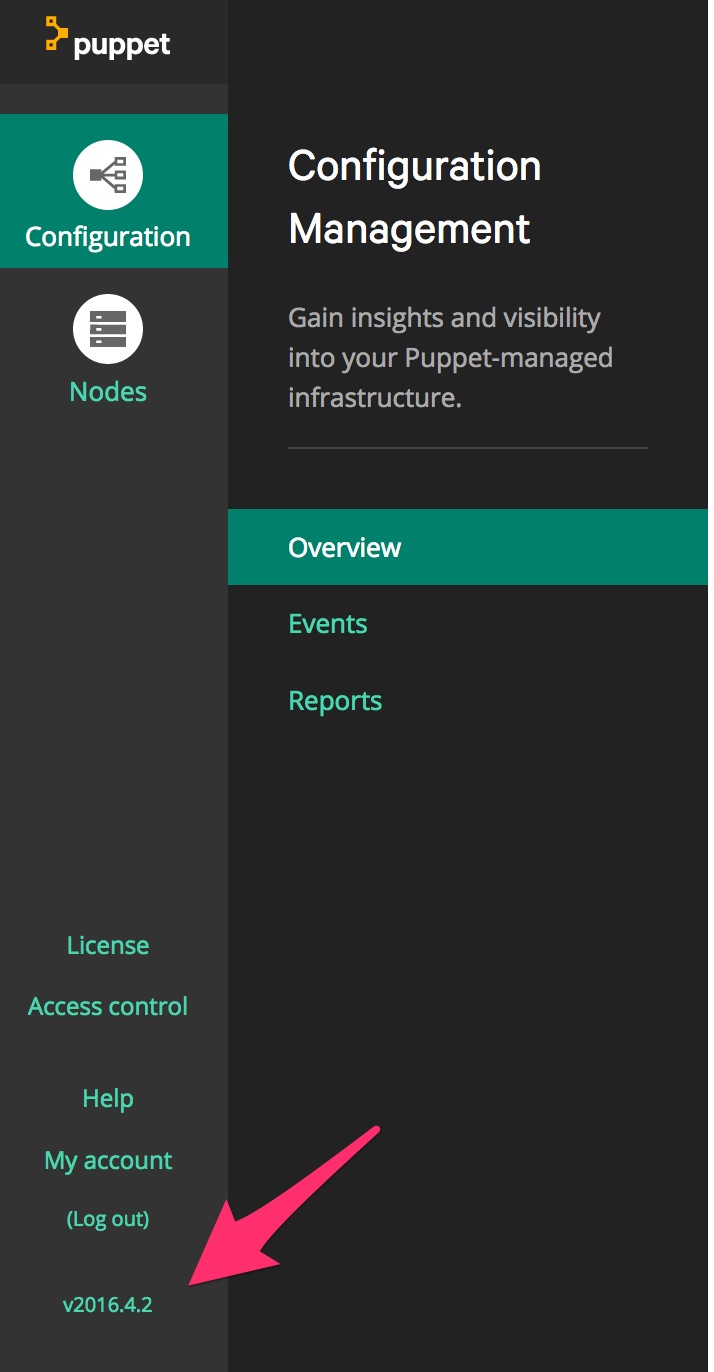 puppet
Configuration
Nodes
License
Access control
Help
My account
(Log out)
v2016.4.2
Configuration
Management
Gain insights and visibility
into your Puppet-managed
infrastructure.
Overview
Events
Reports